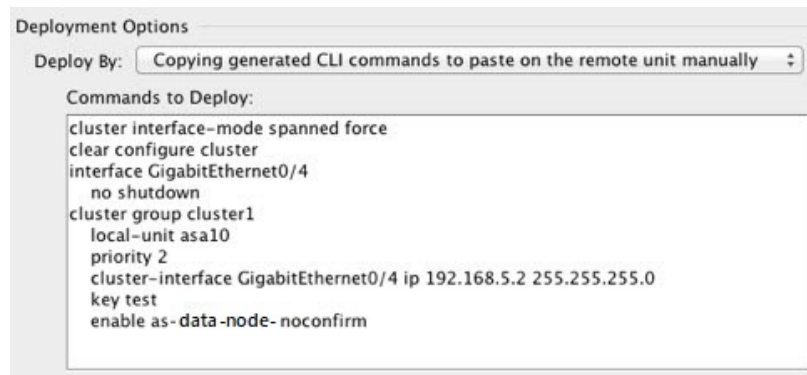 Deployment Options
Deploy By: Copying generated CLI commands to paste on the remote unit manually
Commands to Deploy:
cluster interface-mode spanned force
clear configure cluster
interface GigabitEthernet0/4
no shutdown
cluster group cluster1
local-unit asa10
priority 2
cluster-interface GigabitEthernet0/4 ip 192.168.5.2 255.255.255.0
key test
enable as-data-node-noconfirm